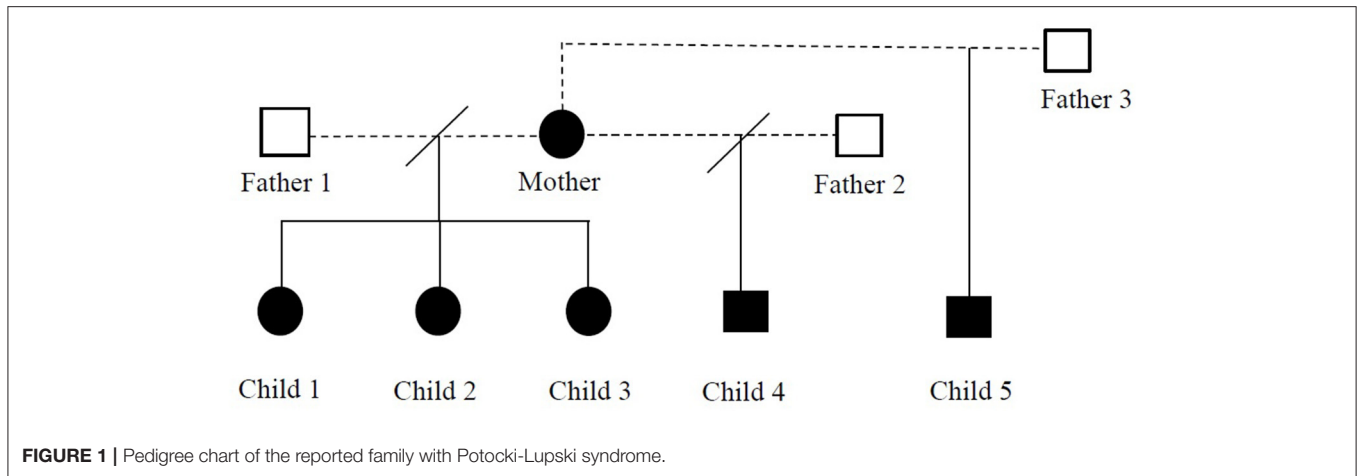 Father 3
Father 1
Mother
Father 2
Child 1
Child 2
Child 3
Child 4
Child 5
FIGURE 1 | Pedigree chart of the reported family with Potocki-Lupski syndrome.